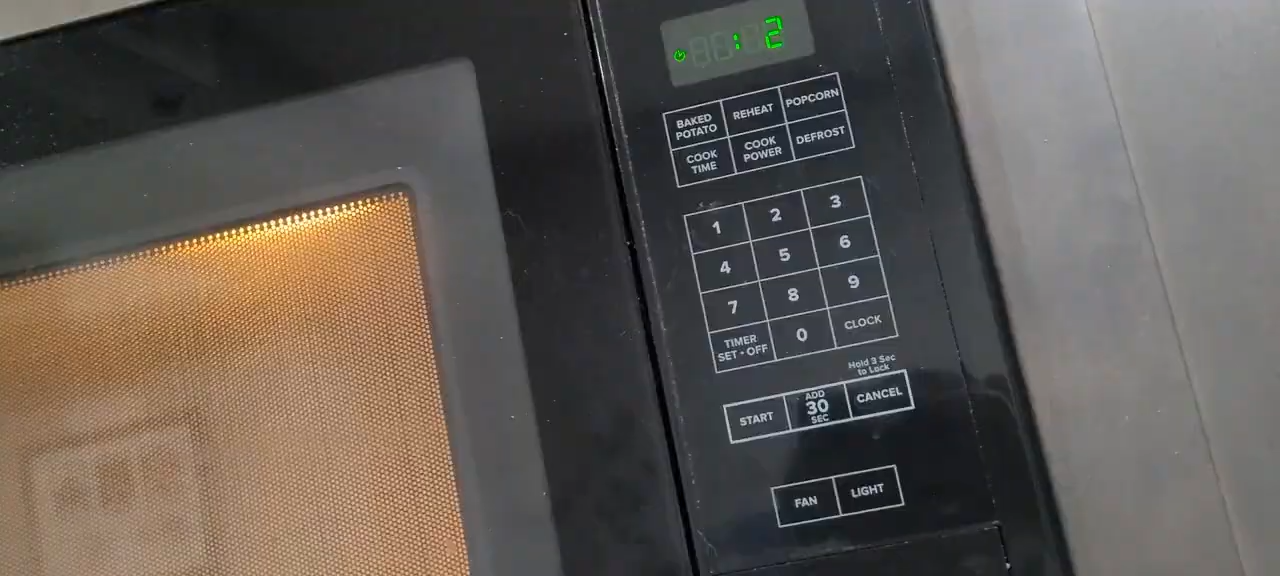 : 2
BAKED POTATO
REHEAT
POPCORN
COOK TIME
COOK POWER
DEFROST
1 2 3
4 5 6
7 8 9
TIMER SET • OFF
0
CLOCK
Hold 3 Sec
to Lock
START
ADD 30 SEC
CANCEL
FAN
LIGHT